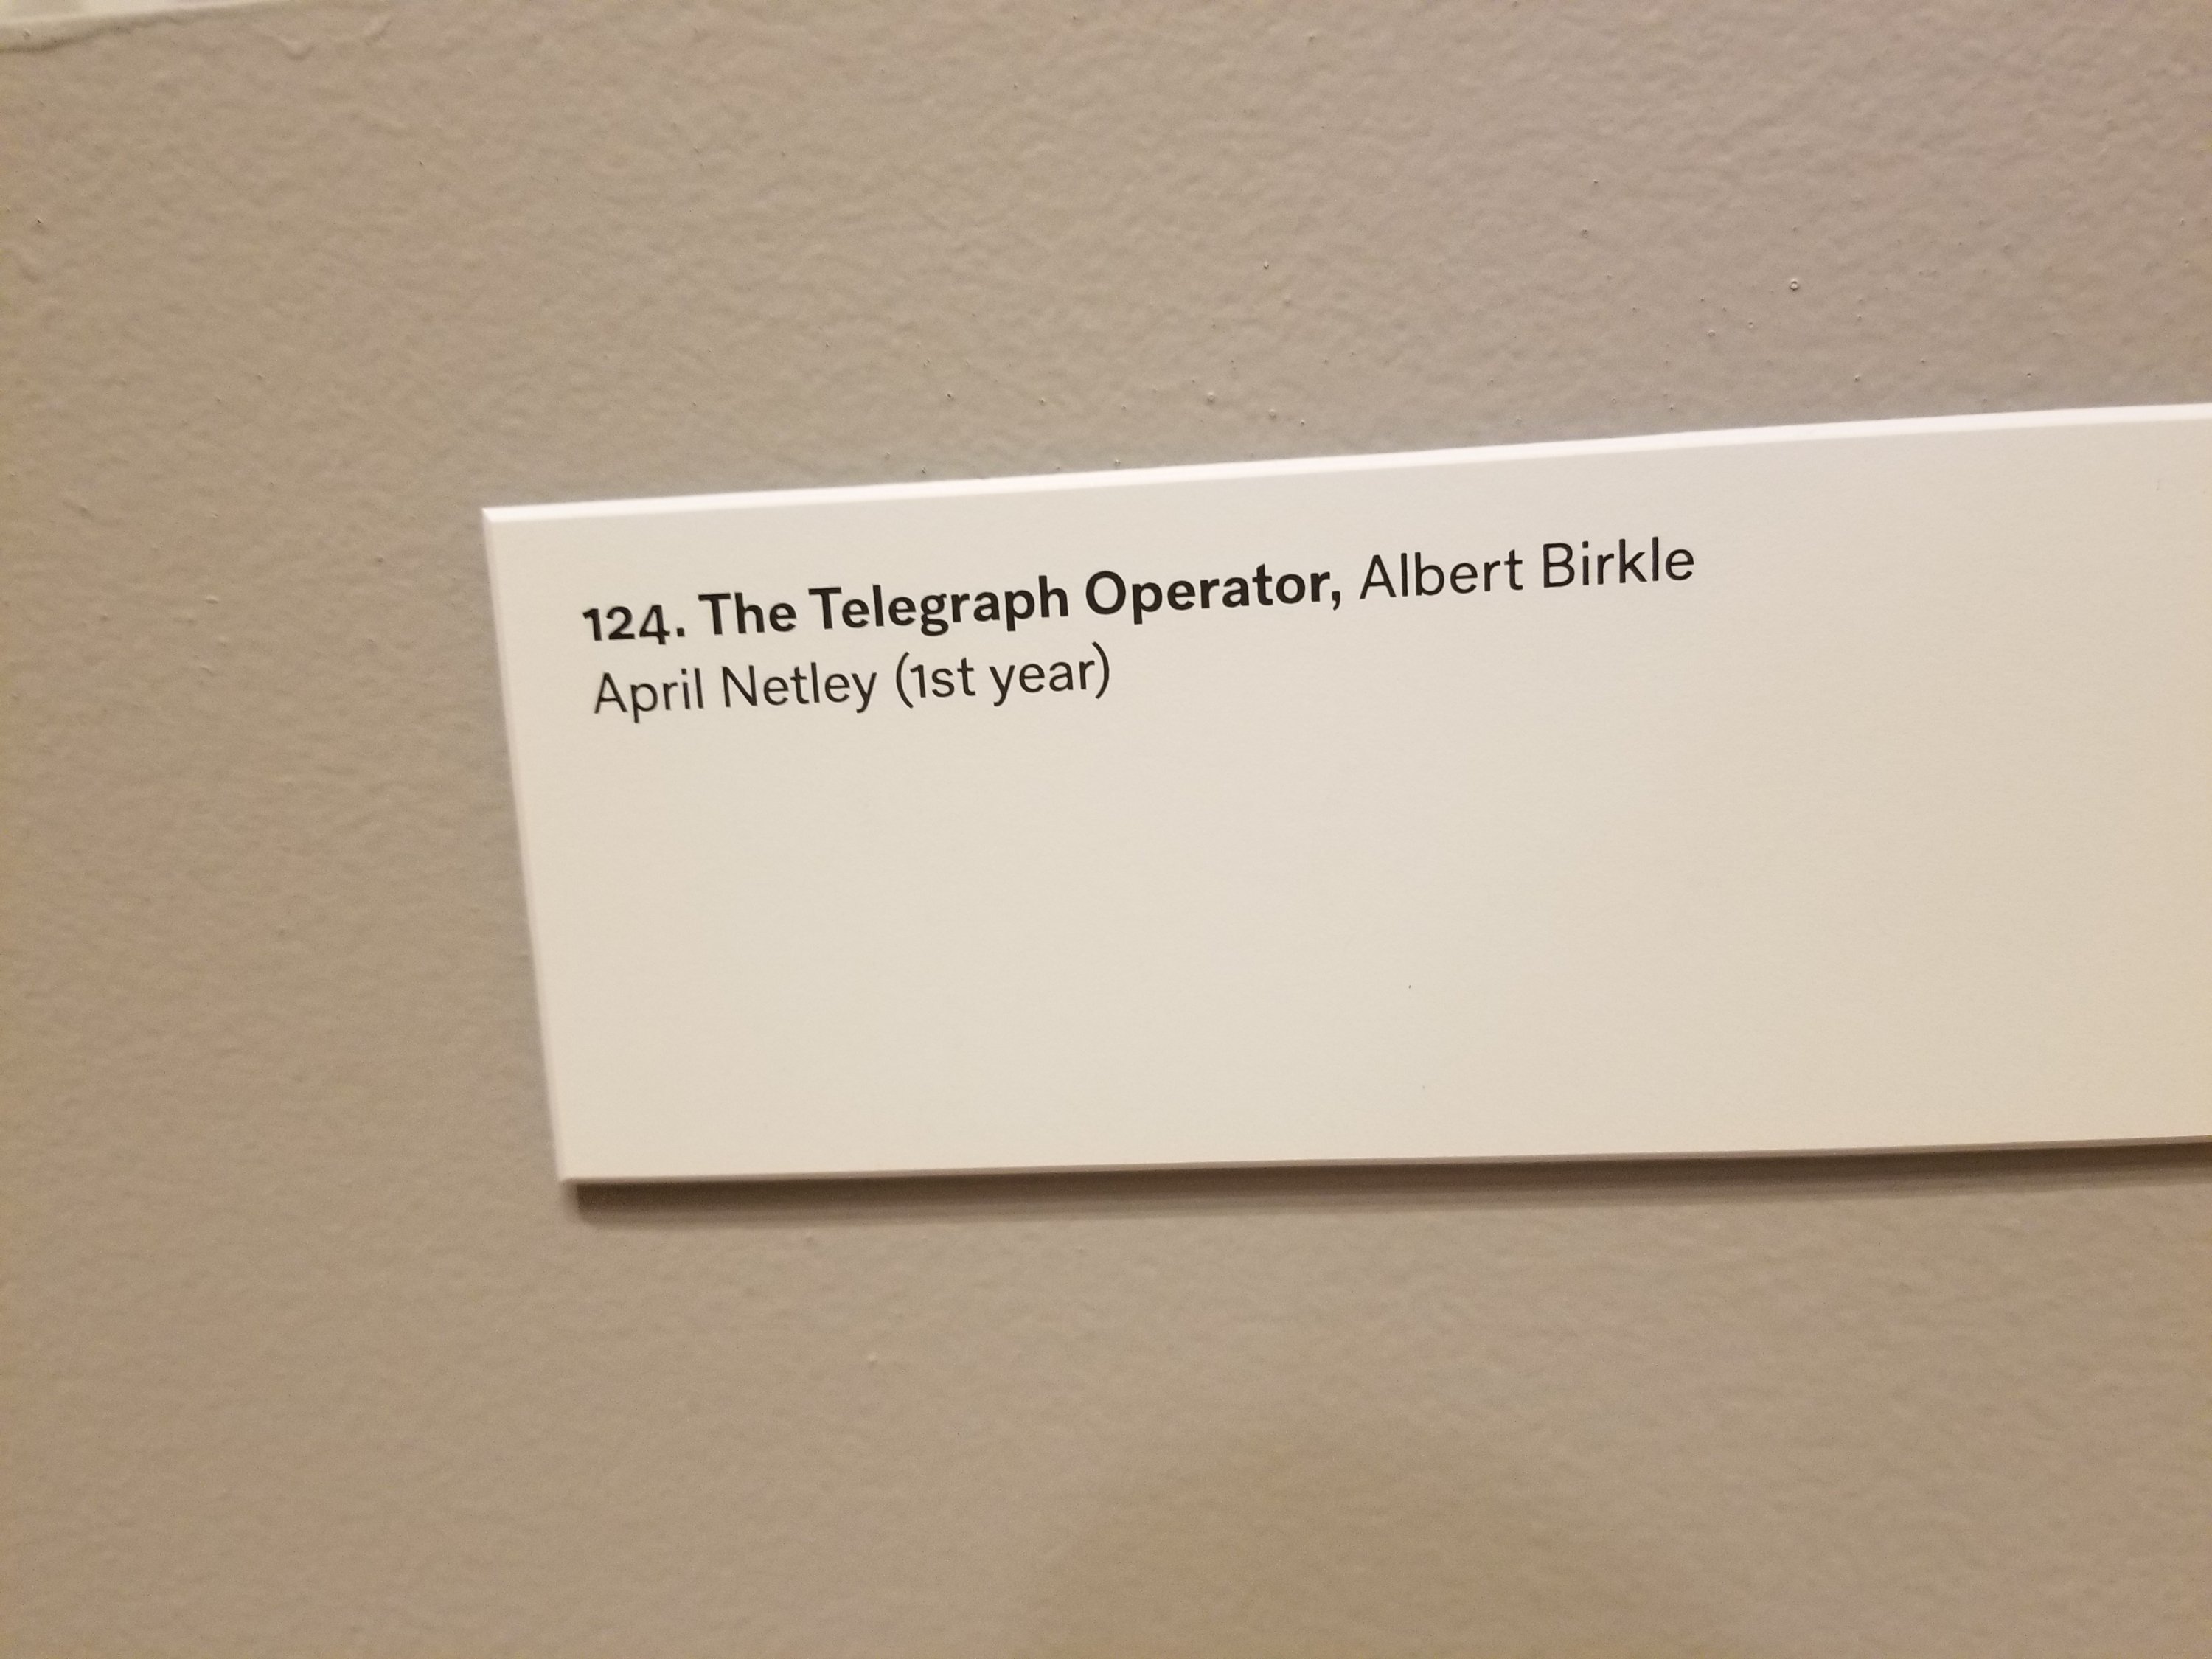 124. The Telegraph Operator, Albert Birkle
April Netley (1st year)